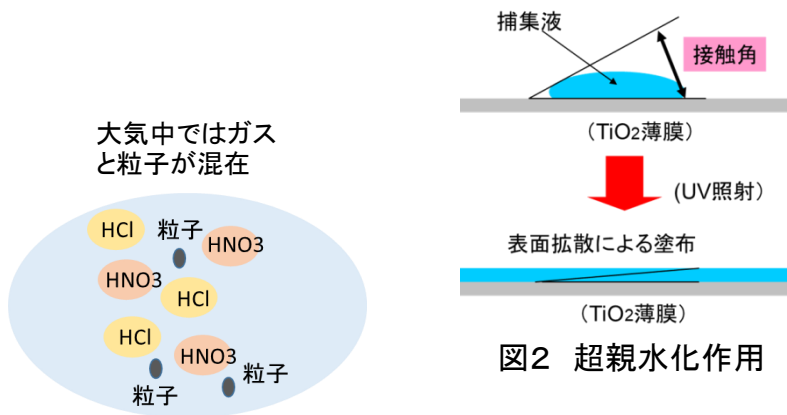 大気中ではガス
と粒子が混在
HCl
粒子
HNO3
HNO3
HCl
HCl
HNO3
粒子
粒子
捕集液
接触角
（TiO2薄膜）
(UV照射）
表面拡散による塗布
（TiO2薄膜）
図２ 超親水化作用